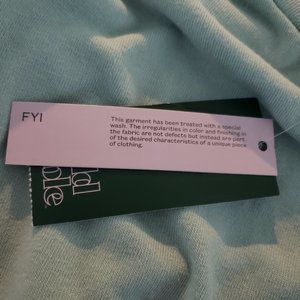 FYI
This garment has been treated with a special
wash. The irregularities in color and finishing in
the fabric are not defects but instead are part
of the desired characteristics of a unique piece
of clothing.